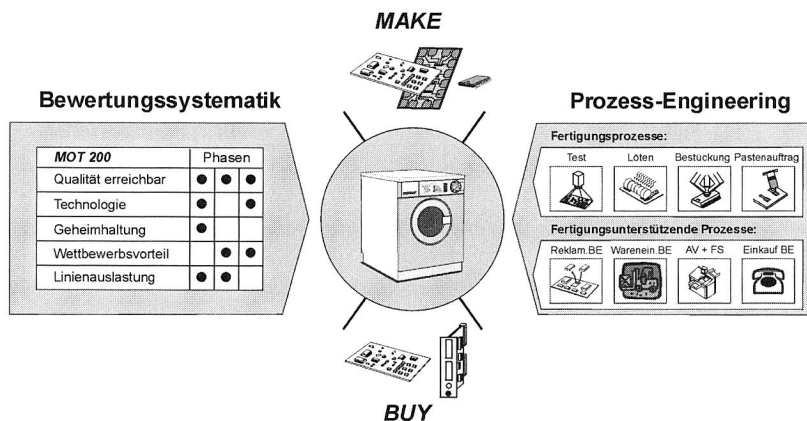 MAKE
Bewertungssystematik
MOT 200 Phasen
Qualität erreichbar
Technologie
Geheimhaltung
Wettbewerbsvorteil
Linienauslastung
Prozess-Engineering
Fertigungsprozesse:
Test Löten Bestückung Pastenauftrag
Fertigungsunterstützende Prozesse:
Reklam.BE Warenein.BE AV + FS Einkauf BE
BUY